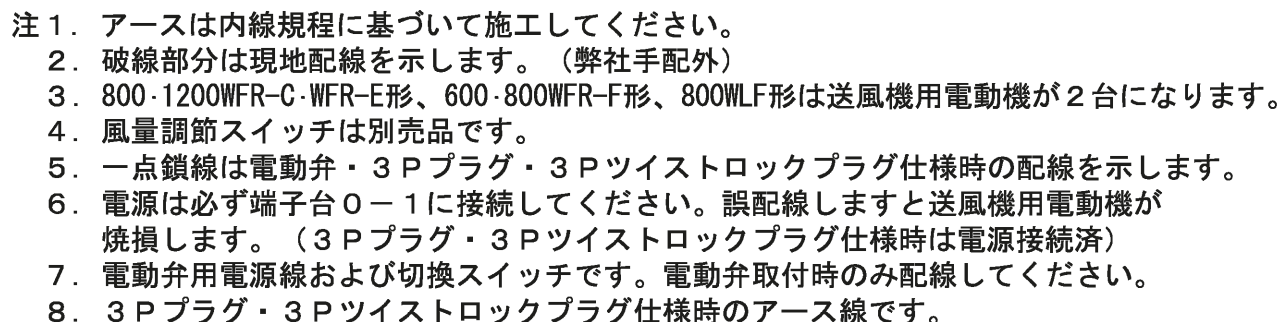 注１．アースは内線規程に基づいて施工してください。
２．破線部分は現地配線を示します。（弊社手配外）
３．800·1200WFR-C·WFR-E形、600·800WFR-F形、800WLF形は送風機用電動機が２台になります。
４．風量調節スイッチは別売品です。
５．一点鎖線は電動弁・３Ｐプラグ・３Ｐツイストロックプラグ仕様時の配線を示します。
６．電源は必ず端子台０－１に接続してください。誤配線しますと送風機用電動機が
焼損します。（３Ｐプラグ・３Ｐツイストロックプラグ仕様時は電源接続済）
７．電動弁用電源線および切換スイッチです。電動弁取付時のみ配線してください。
８．３Ｐプラグ・３Ｐツイストロックプラグ仕様時のアース線です。